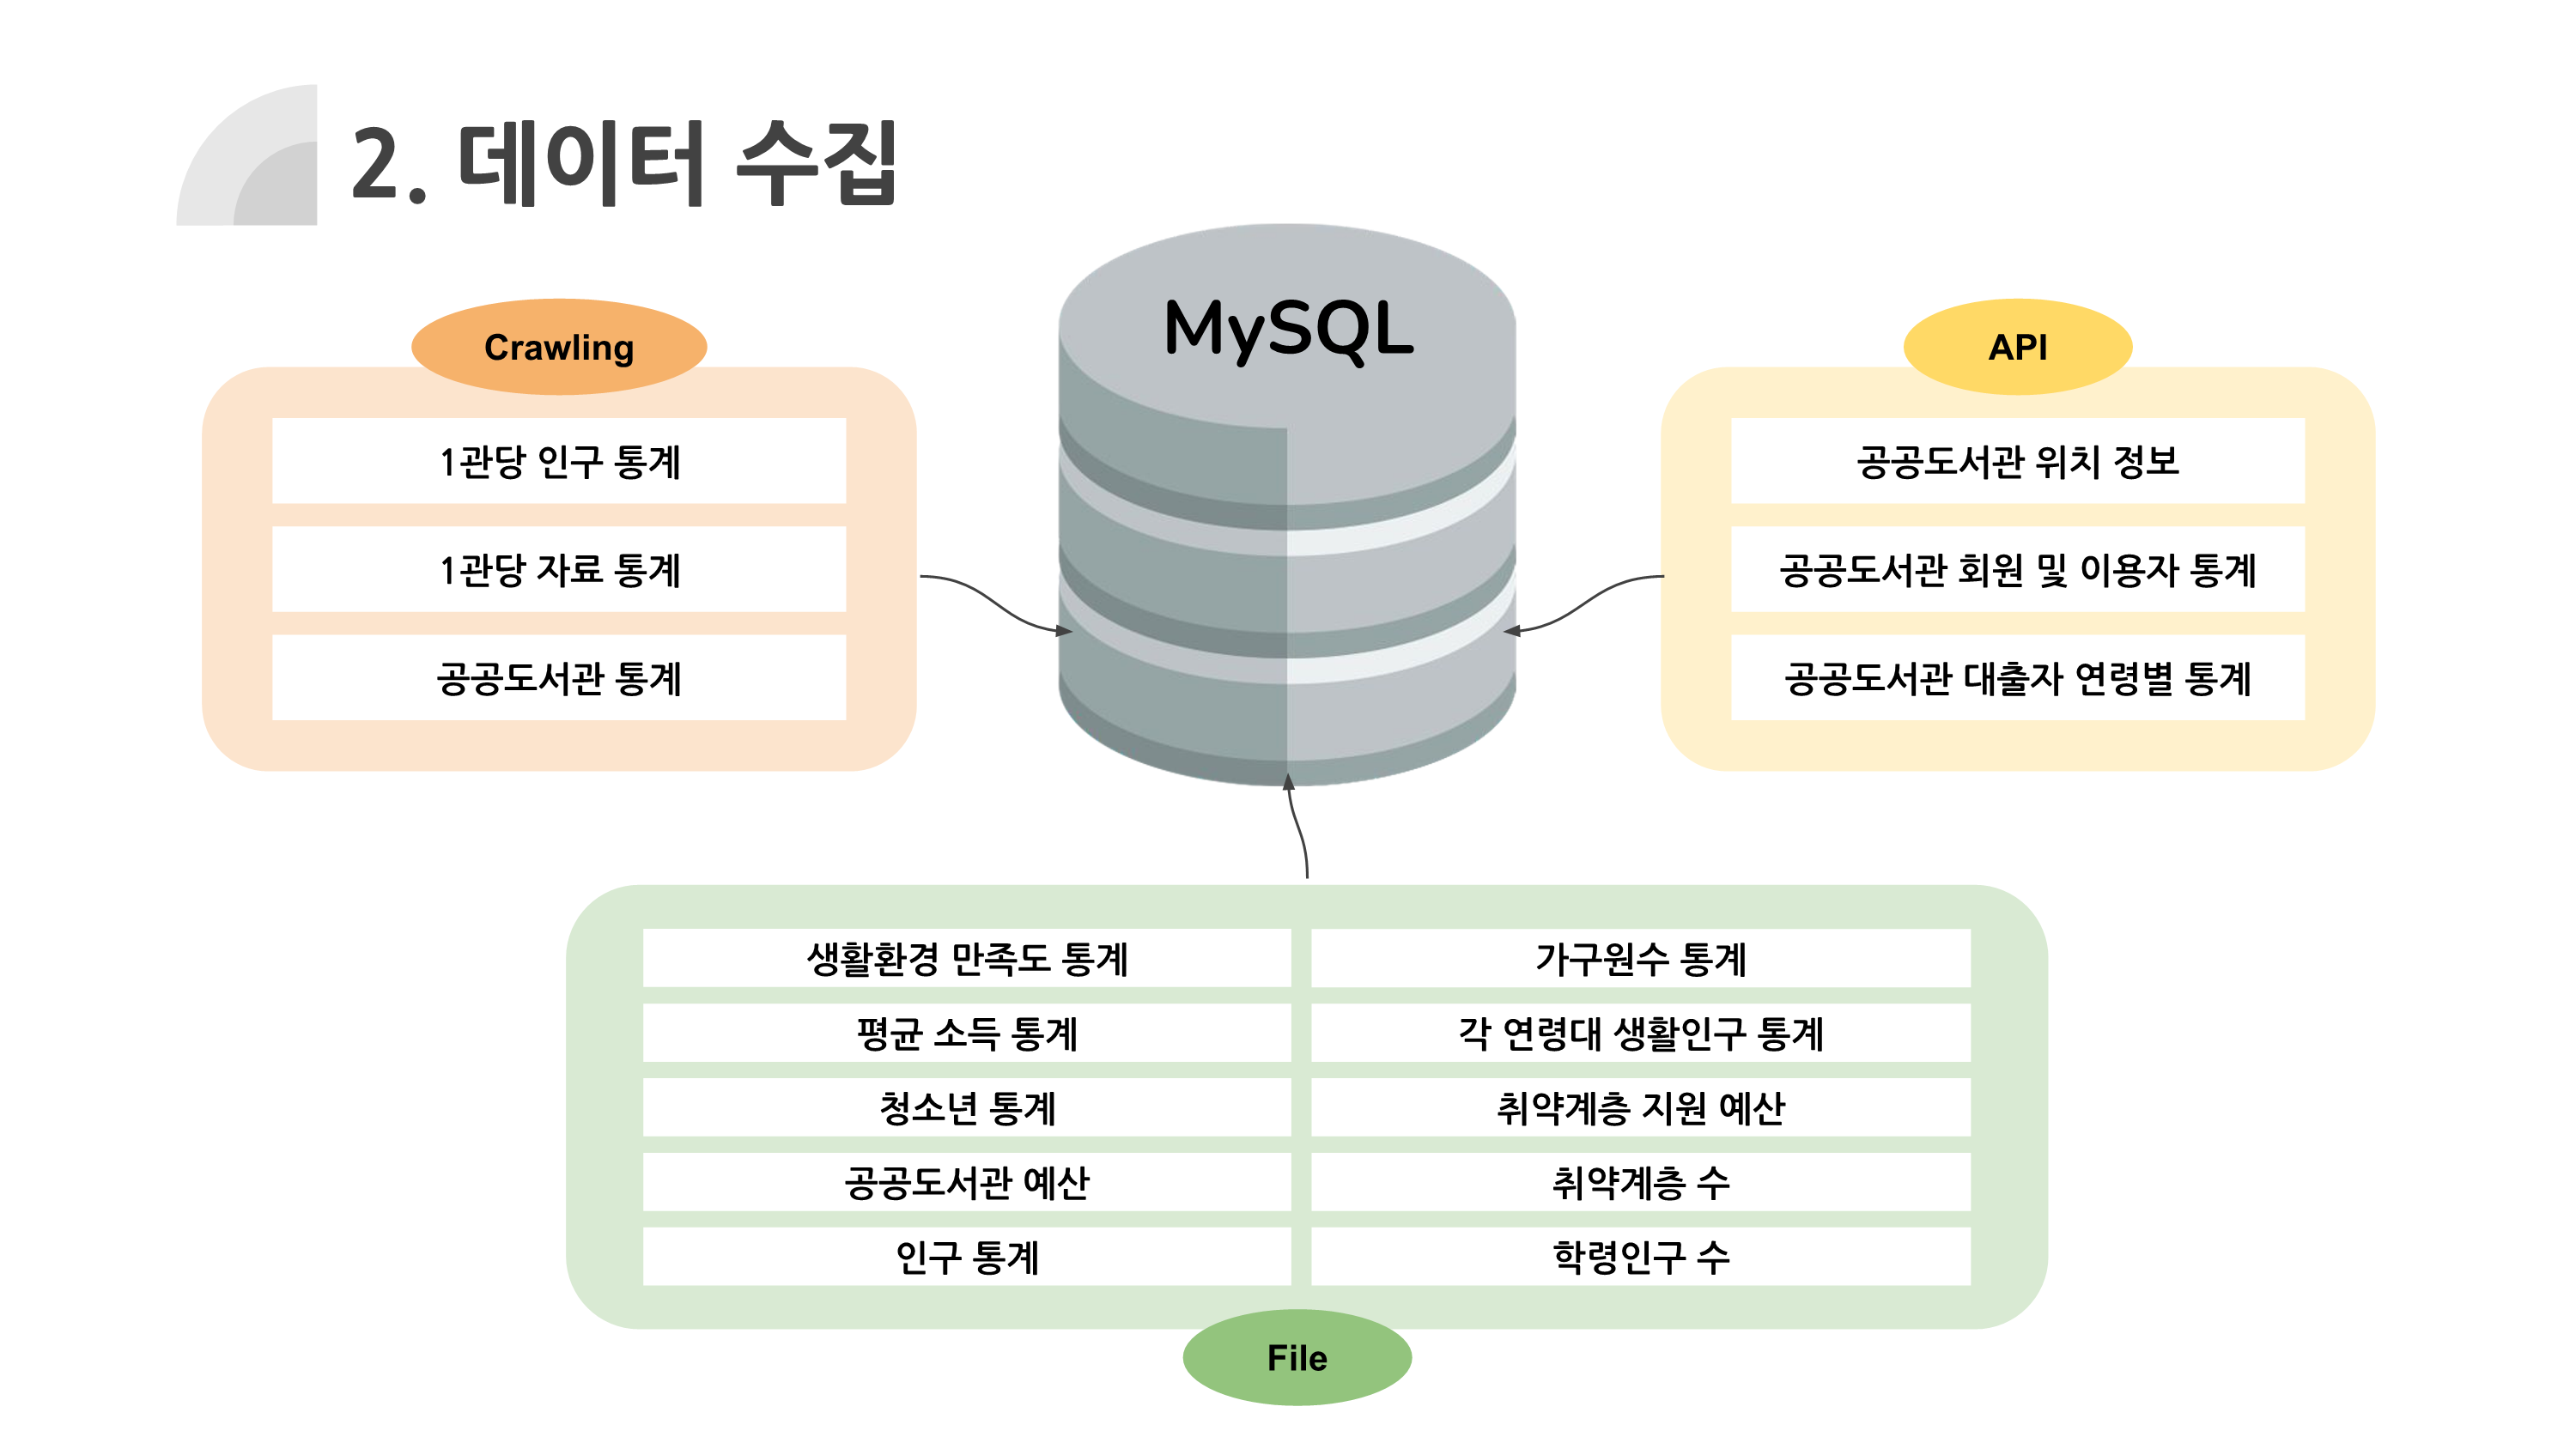 2. 데이터 수집
MySQL
Crawling
1관당 인구 통계
1관당 자료 통계
공공도서관 통계
API
공공도서관 위치 정보
공공도서관 회원 및 이용자 통계
공공도서관 대출자 연령별 통계
생활환경 만족도 통계
가구원수 통계
평균 소득 통계
각 연령대 생활인구 통계
청소년 통계
취약계층 지원 예산
공공도서관 예산
취약계층 수
인구 통계
학령인구 수
File